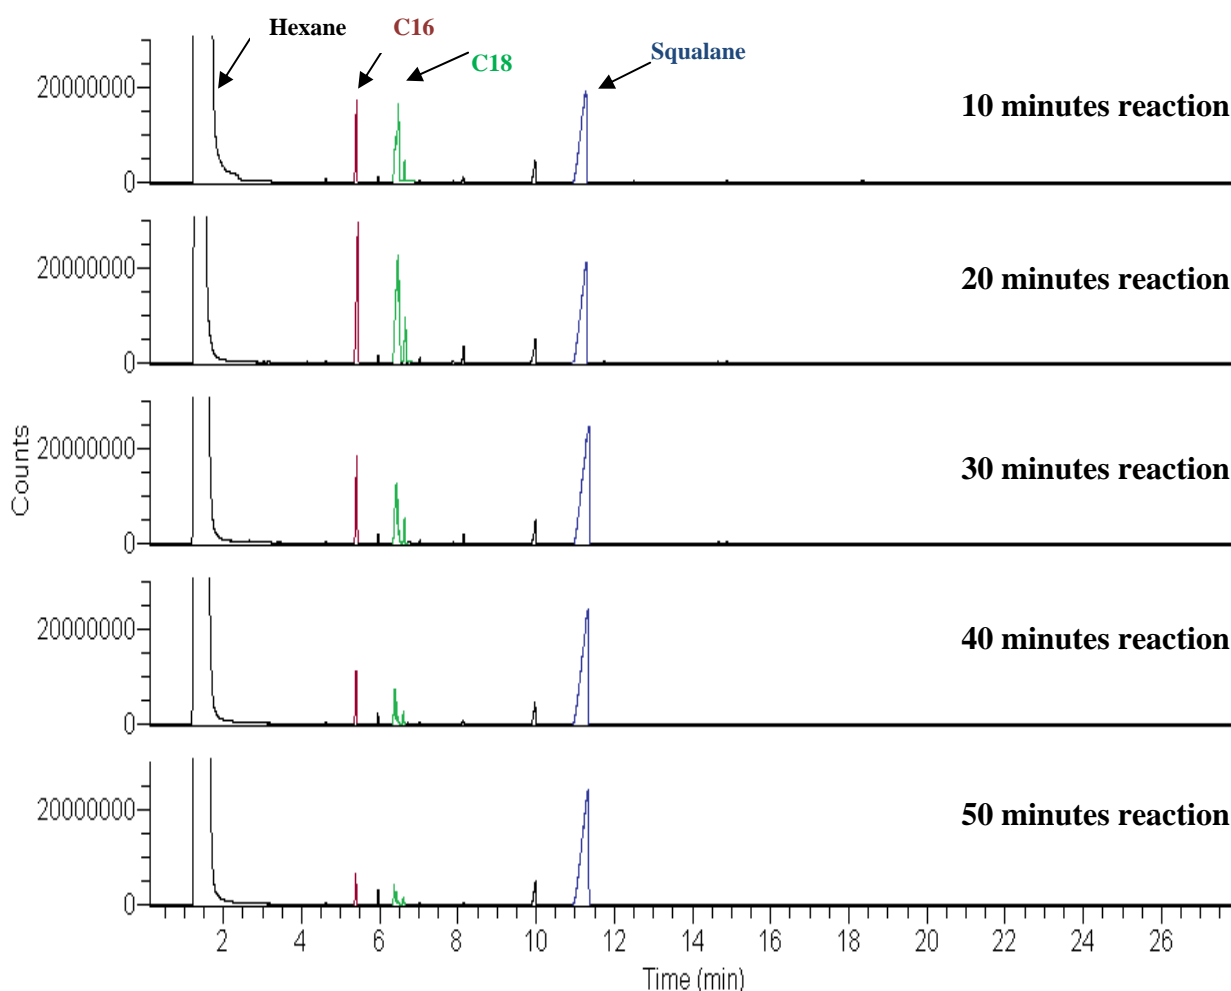 Hexane
C16
C18
Squalane
20000000
0
10 minutes reaction
20000000
0
20 minutes reaction
Counts
20000000
0
30 minutes reaction
20000000
0
40 minutes reaction
20000000
0
50 minutes reaction
2 4 6 8 10 12 14 16 18 20 22 24 26
Time (min)